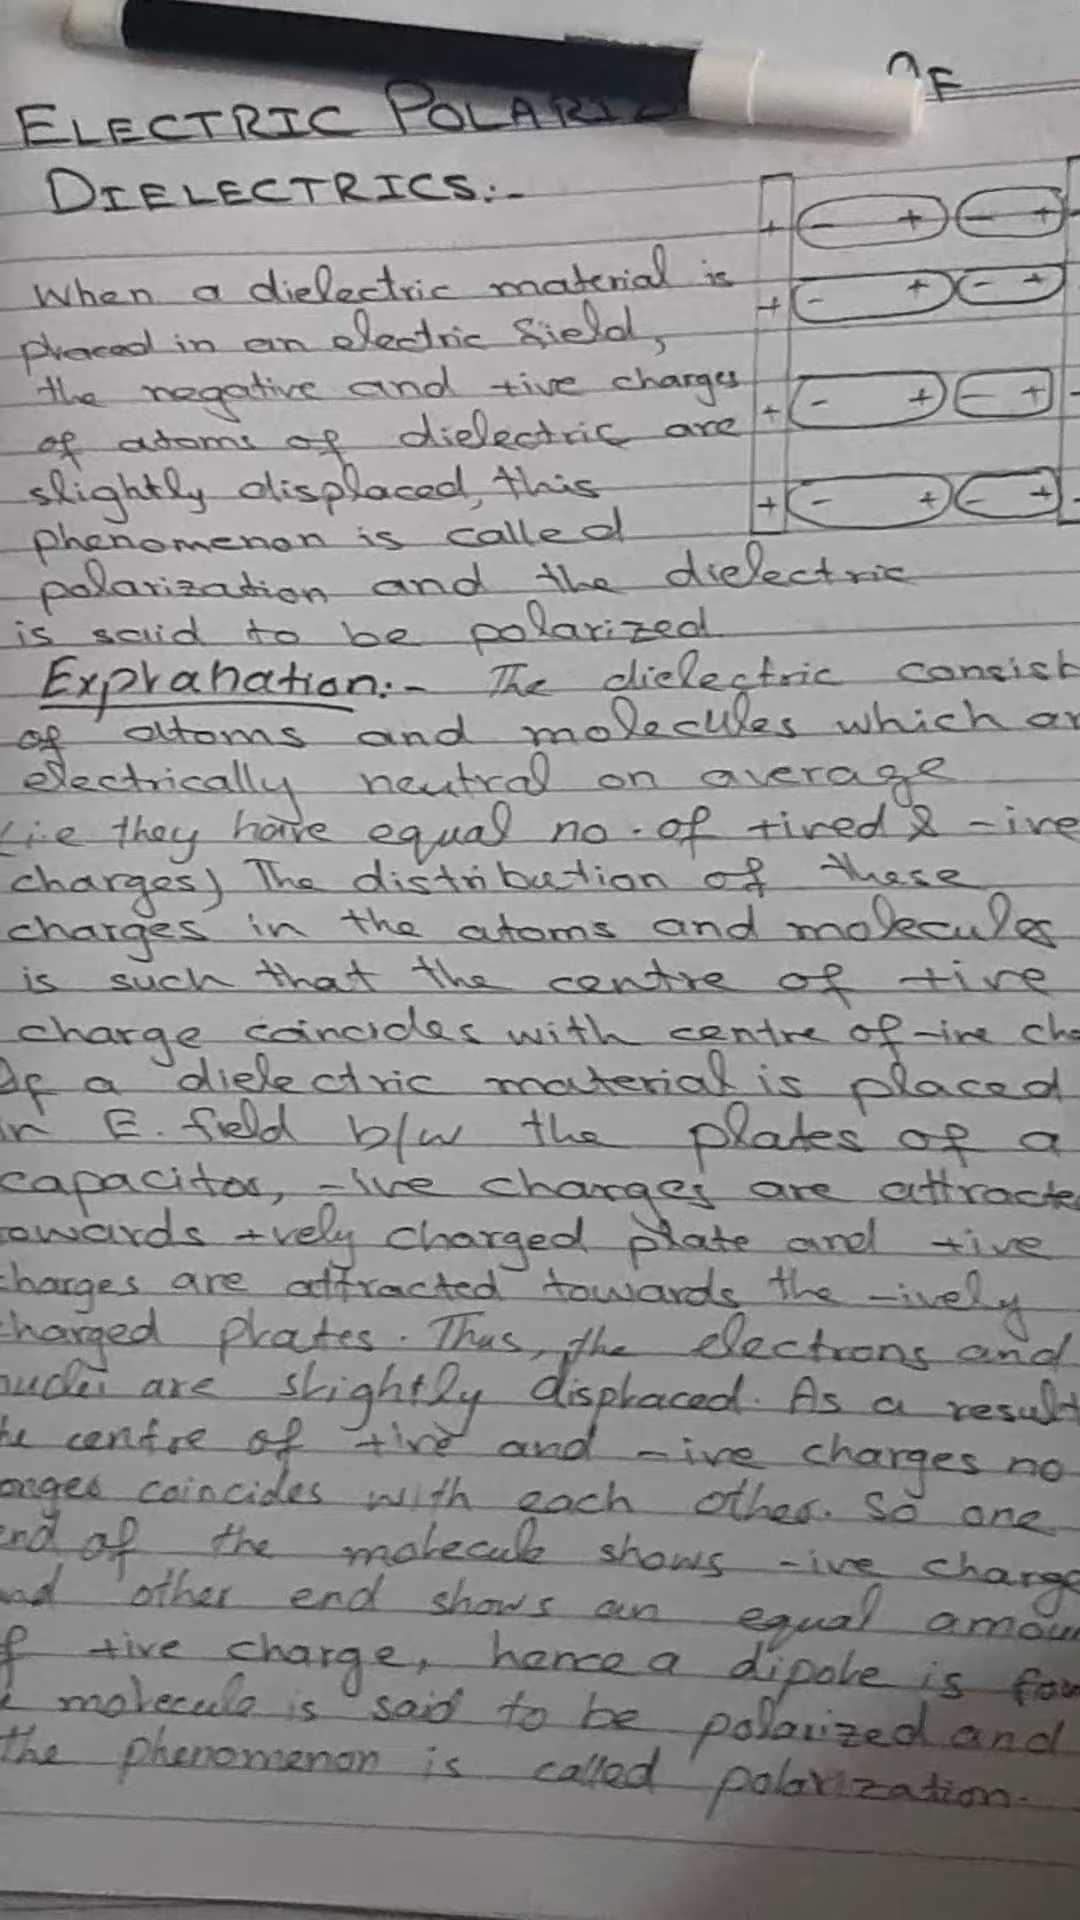 ELECTRIC POLARIZ OF
DIELECTRICS:-
When a dielectric material is
placed in an electric field,
the negative and +ive charges
of atoms of dielectric are
slightly displaced, this
phenomenon is called
polarization and the dielectric
is said to be polarized
Explanation:- The dielectric consist
of atoms and molecules which ar
electrically neutral on average
(i.e they have equal no. of +ived & -ive
charges) The distribution of these
charges in the atoms and molecules
is such that the centre of +ive
charge coincides with centre of -ive cha
If a dielectric material is placed
in E. field b/w the plates of a
capacitor, -ive charges are attracte
towards +vely charged plate and +ive
charges are attracted towards the -ively
charged plates. Thus, the electrons and
nuclei are slightly displaced. As a result
he centre of +ive and -ive charges no
onger coincides with each other. So one
end of the molecule shows -ive charge
nd other end shows an equal amou
f +ive charge, hence a dipole is for
molecule is said to be polarized and
the phenomenon is called polarization.
+ - + - +
+ - + - +
+ - + - +
+ - + - +